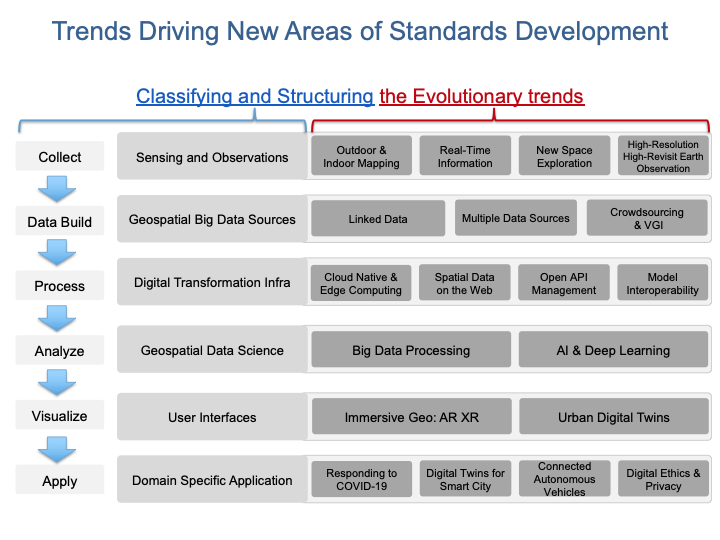 Trends Driving New Areas of Standards Development
Classifying and Structuring the Evolutionary trends
Collect
Sensing and Observations
Outdoor &
Indoor Mapping
Real-Time
Information
New Space
Exploration
High-Resolution
High-Revisit Earth
Observation
Data Build
Geospatial Big Data Sources
Linked Data
Multiple Data Sources
Crowdsourcing
& VGI
Process
Digital Transformation Infra
Cloud Native &
Edge Computing
Spatial Data
on the Web
Open API
Management
Model
Interoperability
Analyze
Geospatial Data Science
Big Data Processing
AI & Deep Learning
Visualize
User Interfaces
Immersive Geo: AR XR
Urban Digital Twins
Apply
Domain Specific Application
Responding to
COVID-19
Digital Twins for
Smart City
Connected
Autonomous
Vehicles
Digital Ethics &
Privacy